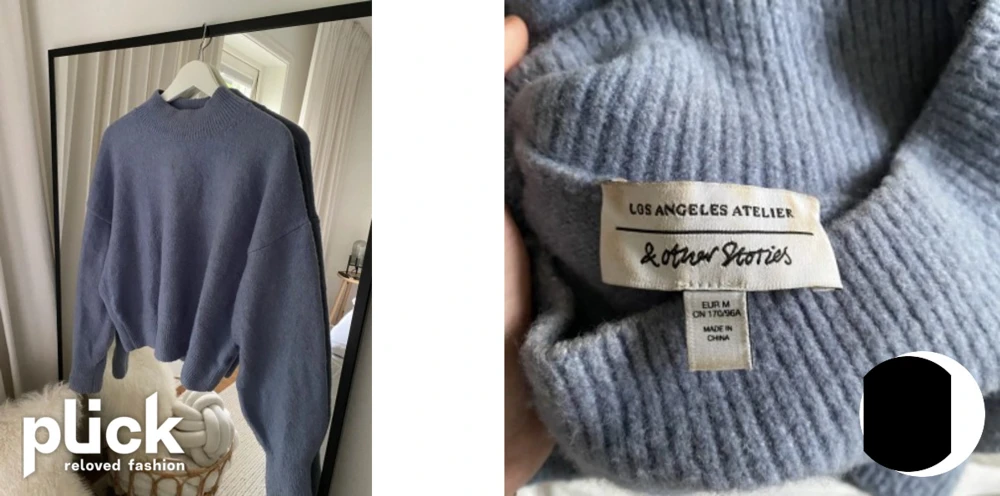 plick
reloved fashion
LOS ANGELES ATELIER
& other Stories
EUR M
CN 170/96A
MADE IN
CHINA